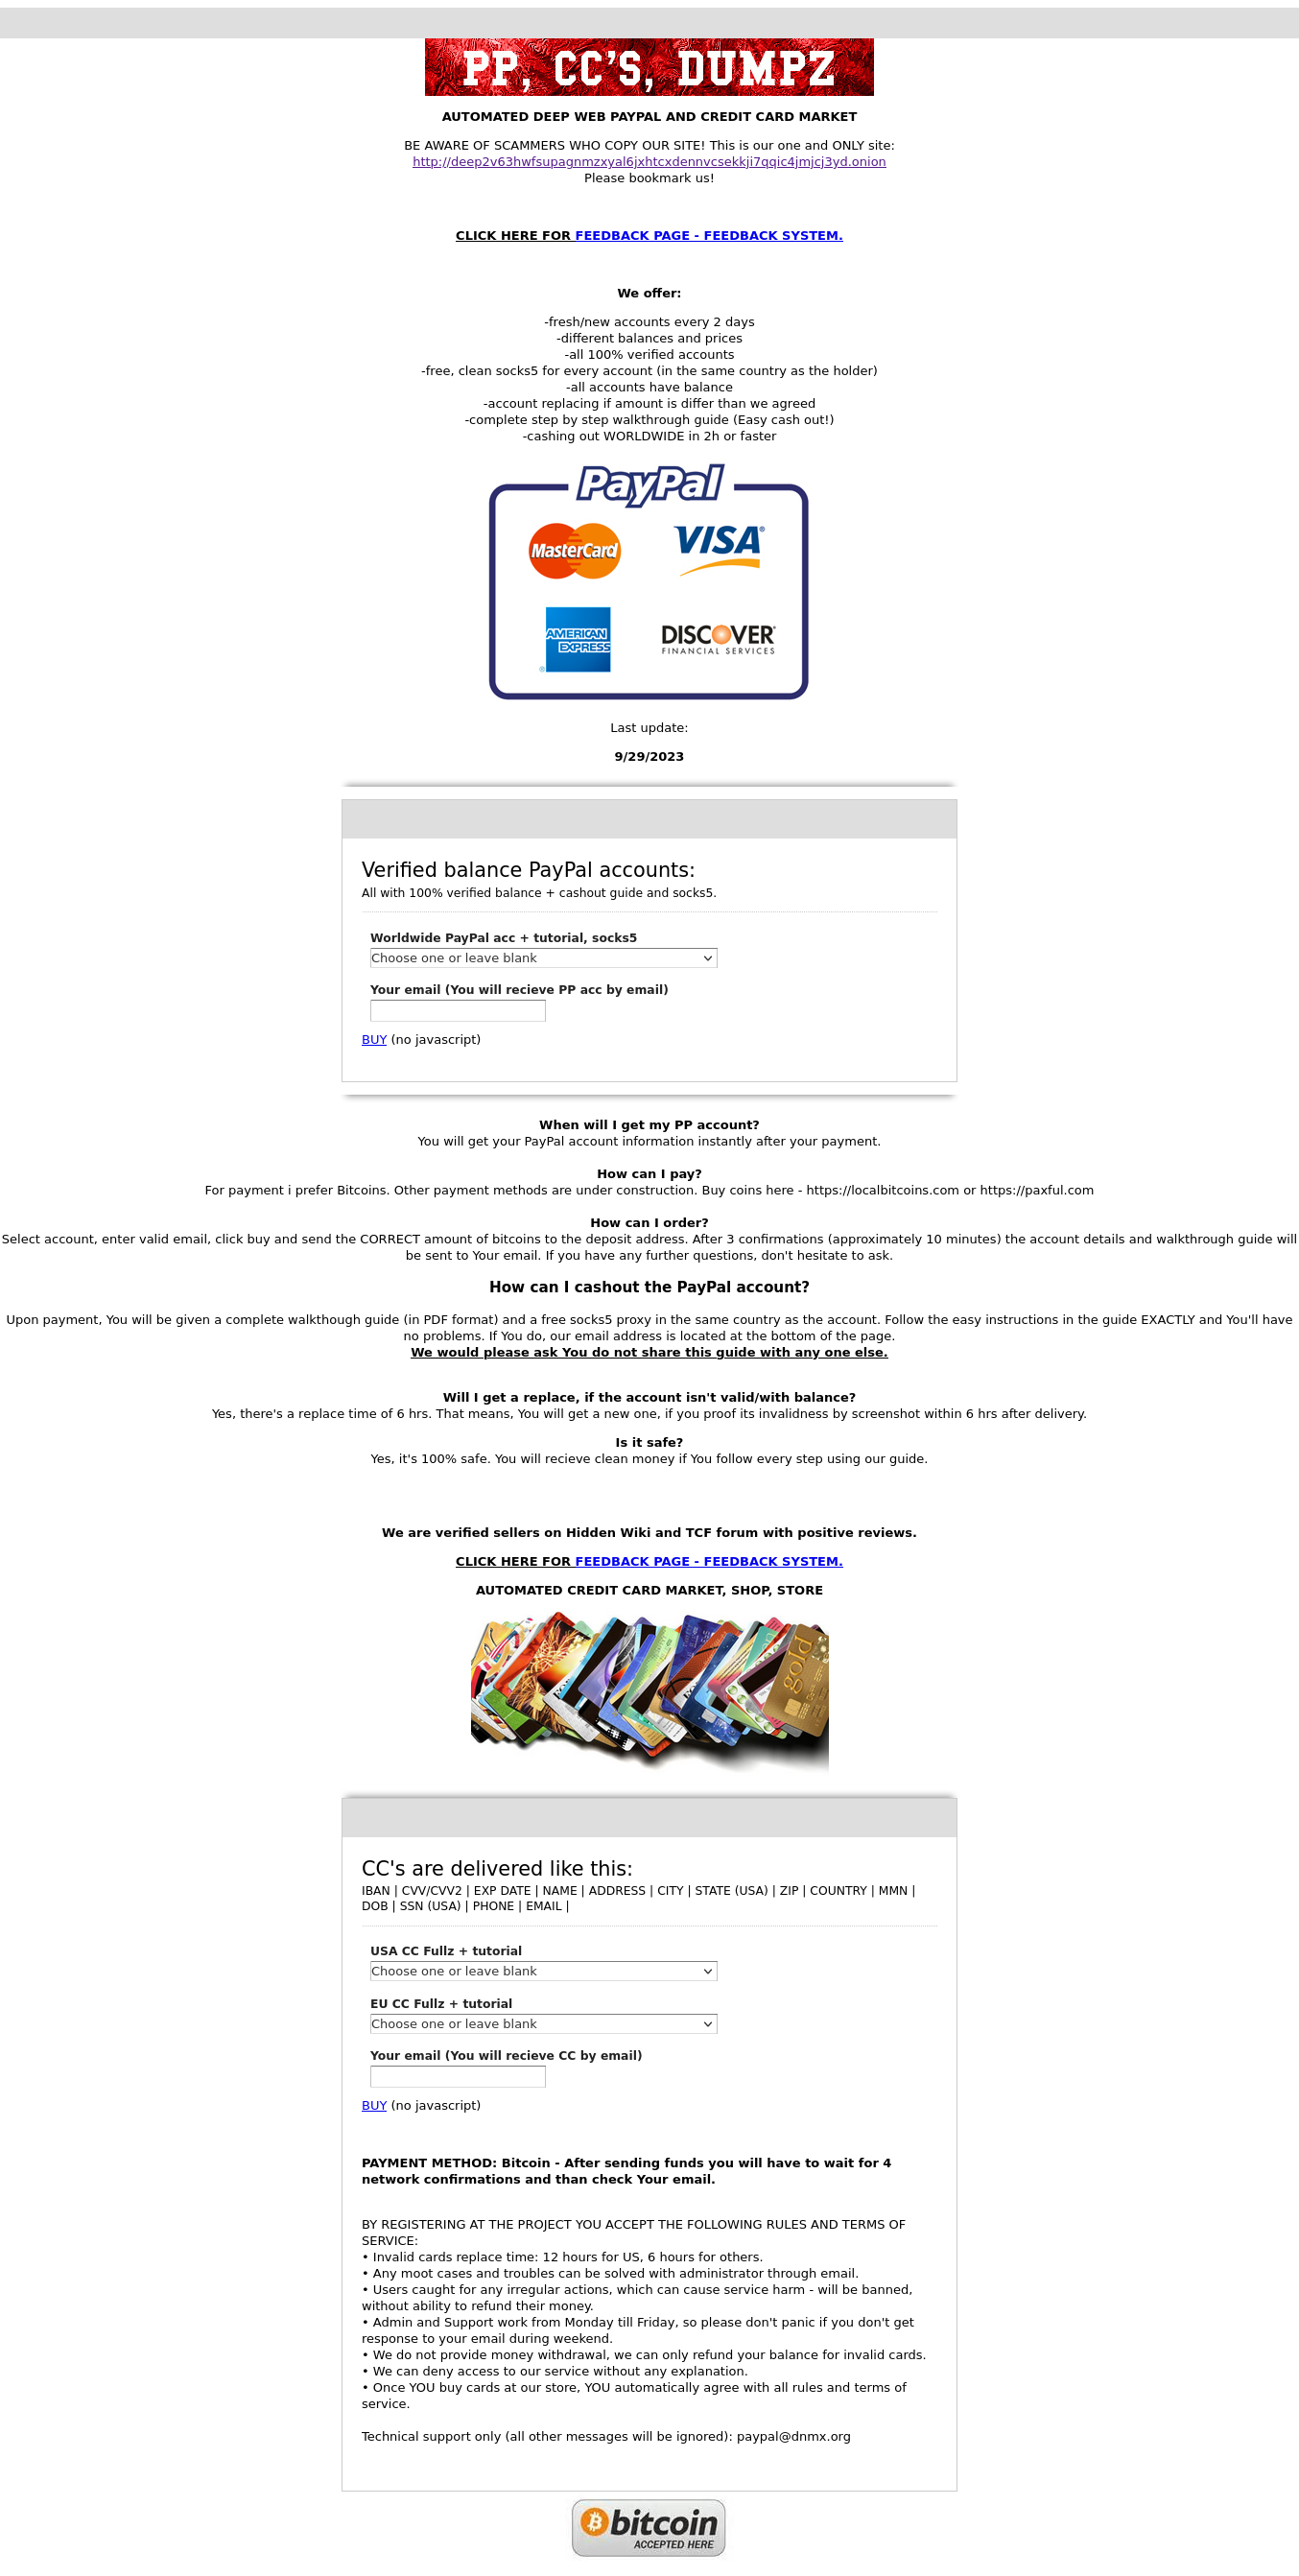 PP, CC'S, DUMPZ
AUTOMATED DEEP WEB PAYPAL AND CREDIT CARD MARKET
BE AWARE OF SCAMMERS WHO COPY OUR SITE! This is our one and ONLY site:
http://deep2v63hwfsupagnmzxyal6jxhtcxdennvcsekkji7qqic4jmjcj3yd.onion
Please bookmark us!
CLICK HERE FOR FEEDBACK PAGE - FEEDBACK SYSTEM.
We offer:
-fresh/new accounts every 2 days
-different balances and prices
-all 100% verified accounts
-free, clean socks5 for every account (in the same country as the holder)
-all accounts have balance
-account replacing if amount is differ than we agreed
-complete step by step walkthrough guide (Easy cash out!)
-cashing out WORLDWIDE in 2h or faster
PayPal
MasterCard VISA
AMERICAN EXPRESS DISCOVER
FINANCIAL SERVICES
Last update:
9/29/2023
Verified balance PayPal accounts:
All with 100% verified balance + cashout guide and socks5.
Worldwide PayPal acc + tutorial, socks5
Choose one or leave blank
Your email (You will recieve PP acc by email)
BUY (no javascript)
When will I get my PP account?
You will get your PayPal account information instantly after your payment.
How can I pay?
For payment i prefer Bitcoins. Other payment methods are under construction. Buy coins here - https://localbitcoins.com or https://paxful.com
How can I order?
Select account, enter valid email, click buy and send the CORRECT amount of bitcoins to the deposit address. After 3 confirmations (approximately 10 minutes) the account details and walkthrough guide will
be sent to Your email. If you have any further questions, don't hesitate to ask.
How can I cashout the PayPal account?
Upon payment, You will be given a complete walkthough guide (in PDF format) and a free socks5 proxy in the same country as the account. Follow the easy instructions in the guide EXACTLY and You'll have
no problems. If You do, our email address is located at the bottom of the page.
We would please ask You do not share this guide with any one else.
Will I get a replace, if the account isn't valid/with balance?
Yes, there's a replace time of 6 hrs. That means, You will get a new one, if you proof its invalidness by screenshot within 6 hrs after delivery.
Is it safe?
Yes, it's 100% safe. You will recieve clean money if You follow every step using our guide.
We are verified sellers on Hidden Wiki and TCF forum with positive reviews.
CLICK HERE FOR FEEDBACK PAGE - FEEDBACK SYSTEM.
AUTOMATED CREDIT CARD MARKET, SHOP, STORE
gold
CC's are delivered like this:
IBAN | CVV/CVV2 | EXP DATE | NAME | ADDRESS | CITY | STATE (USA) | ZIP | COUNTRY | MMN |
DOB | SSN (USA) | PHONE | EMAIL |
USA CC Fullz + tutorial
Choose one or leave blank
EU CC Fullz + tutorial
Choose one or leave blank
Your email (You will recieve CC by email)
BUY (no javascript)
PAYMENT METHOD: Bitcoin - After sending funds you will have to wait for 4
network confirmations and than check Your email.
BY REGISTERING AT THE PROJECT YOU ACCEPT THE FOLLOWING RULES AND TERMS OF
SERVICE:
• Invalid cards replace time: 12 hours for US, 6 hours for others.
• Any moot cases and troubles can be solved with administrator through email.
• Users caught for any irregular actions, which can cause service harm - will be banned,
without ability to refund their money.
• Admin and Support work from Monday till Friday, so please don't panic if you don't get
response to your email during weekend.
• We do not provide money withdrawal, we can only refund your balance for invalid cards.
• We can deny access to our service without any explanation.
• Once YOU buy cards at our store, YOU automatically agree with all rules and terms of
service.
Technical support only (all other messages will be ignored): paypal@dnmx.org
bitcoin
ACCEPTED HERE